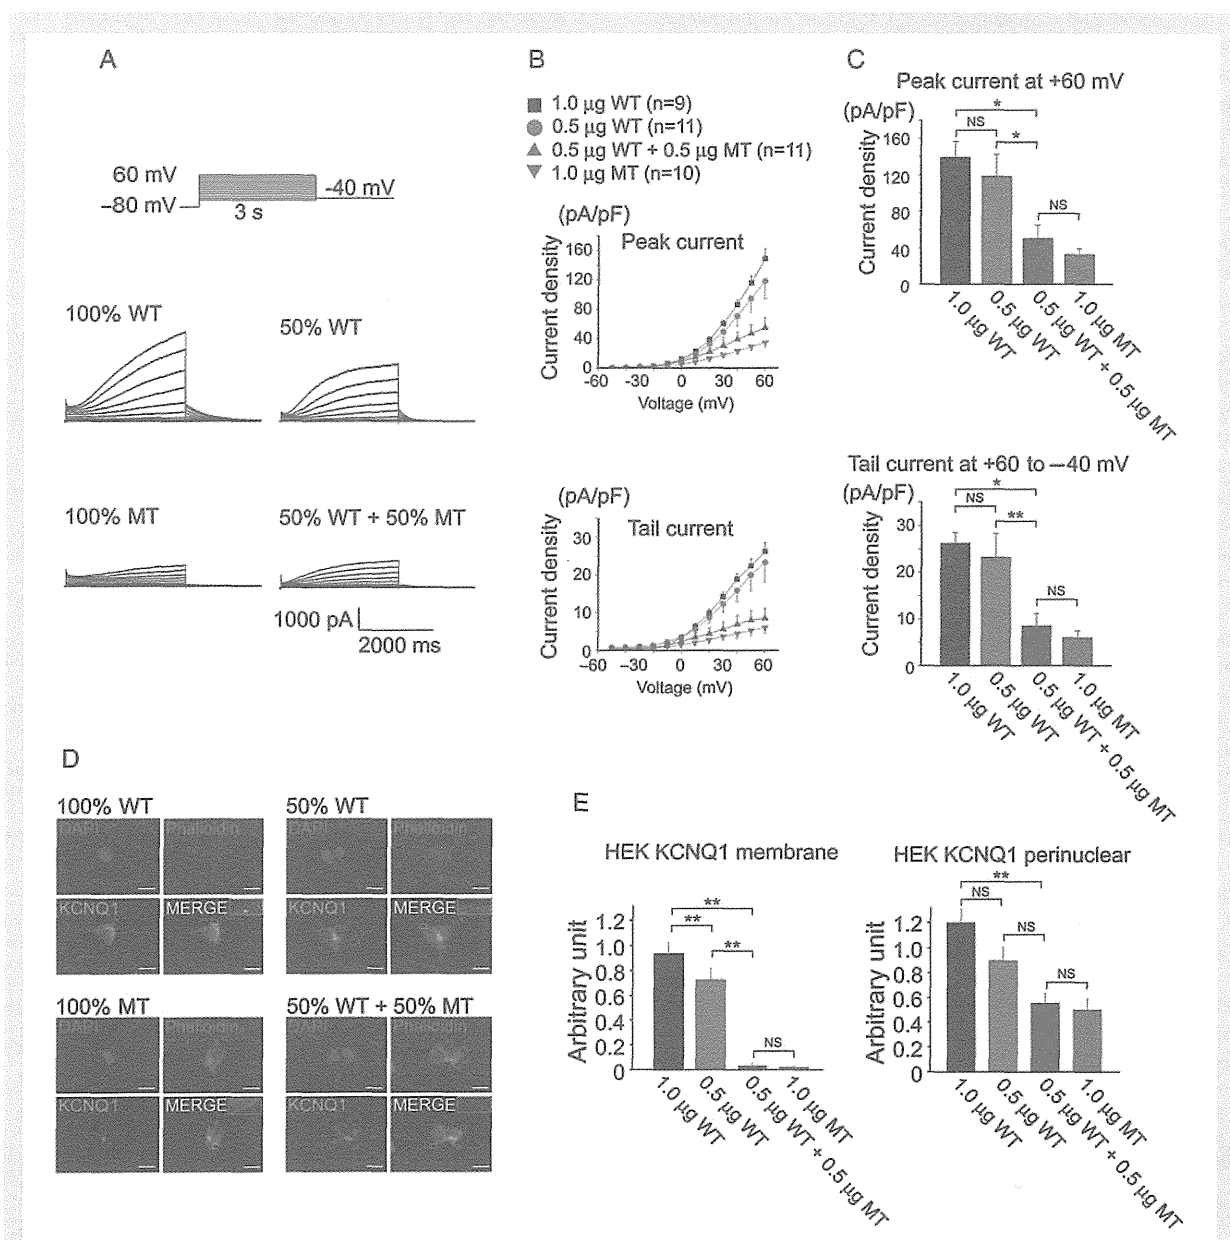 A
60 mV
-40 mV
–80 mV
3 s
100% WT
50% WT
100% MT
50% WT + 50% MT
1000 pA
2000 ms
B
1.0 µg WT (n=9)
0.5 µg WT (n=11)
0.5 µg WT + 0.5 µg MT (n=11)
1.0 µg MT (n=10)
(pA/pF)
Peak current
Current density
160
120
80
40
0
-60 -30 0 30 60
Voltage (mV)
(pA/pF)
Tail current
Current density
30
20
10
0
–60 –30 0 30 60
Voltage (mV)
C
Peak current at +60 mV
(pA/pF)
*
NS
*
NS
Current density
160
120
80
40
0
1.0 µg WT
0.5 µg WT
0.5 µg WT + 0.5 µg MT
1.0 µg MT
Tail current at +60 to –40 mV
(pA/pF)
*
NS
**
NS
Current density
30
20
10
0
1.0 µg WT
0.5 µg WT
0.5 µg WT + 0.5 µg MT
1.0 µg MT
D
100% WT
DAPI
Phalloidin
KCNQ1
MERGE
50% WT
DAPI
Phalloidin
KCNQ1
MERGE
100% MT
DAPI
Phalloidin
KCNQ1
MERGE
50% WT + 50% MT
DAPI
Phalloidin
KCNQ1
MERGE
E
HEK KCNQ1 membrane
**
**
**
NS
Arbitrary unit
1.2
1.0
0.8
0.6
0.4
0.2
0
1.0 µg WT
0.5 µg WT
0.5 µg WT + 0.5 µg MT
1.0 µg MT
HEK KCNQ1 perinuclear
**
NS
NS
NS
Arbitrary unit
1.2
1.0
0.8
0.6
0.4
0.2
0
1.0 µg WT
0.5 µg WT
0.5 µg WT + 0.5 µg MT
1.0 µg MT